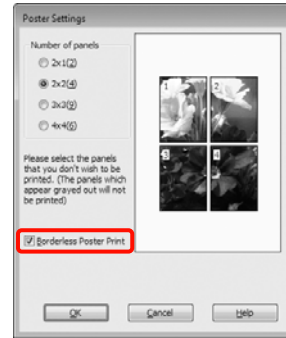 Poster Settings
Number of panels
2x1(2)
2x2(4)
3x3(9)
4x4(6)
1
2
3
4
Please select the panels
that you don't wish to be
printed. (The panels which
appear grayed out will not
be printed)
Borderless Poster Print
OK
Cancel
Help